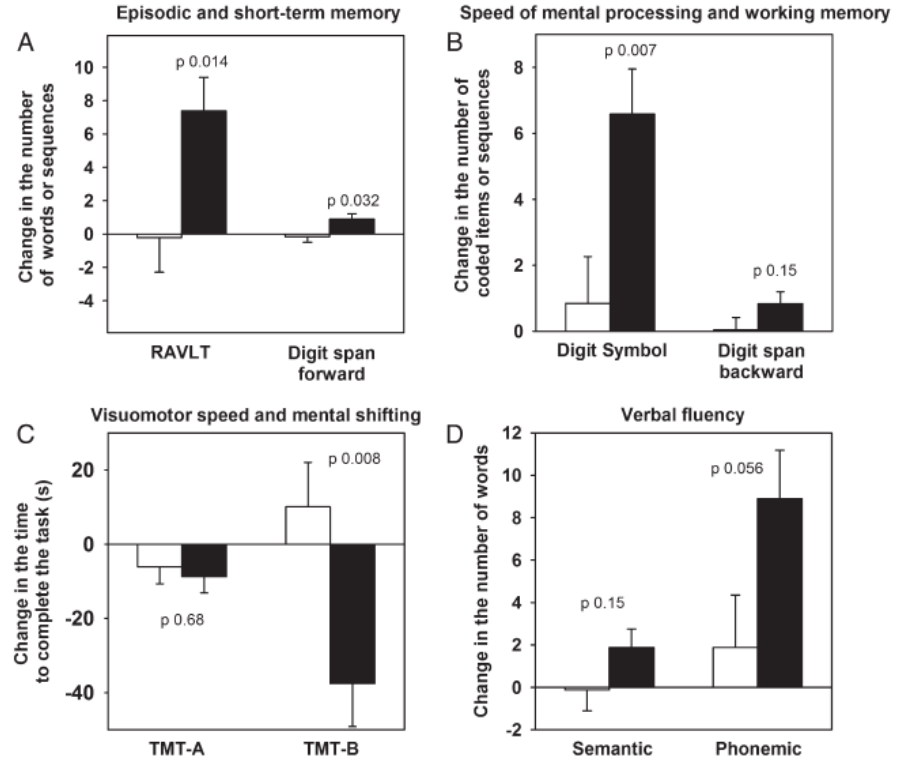 Episodic and short-term memory
A
Change in the number
of words or sequences
10
8
6
4
2
0
-2
-4
p 0.014
p 0.032
RAVLT
Digit span
forward
Speed of mental processing and working memory
B
Change in the number of
coded items or sequences
8
6
4
2
0
p 0.007
p 0.15
Digit Symbol
Digit span
backward
Visuomotor speed and mental shifting
C
Change in the time
to complete the task (s)
20
0
-20
-40
p 0.008
p 0.68
TMT-A
TMT-B
Verbal fluency
D
Change in the number of words
12
10
8
6
4
2
0
-2
p 0.056
p 0.15
Semantic
Phonemic